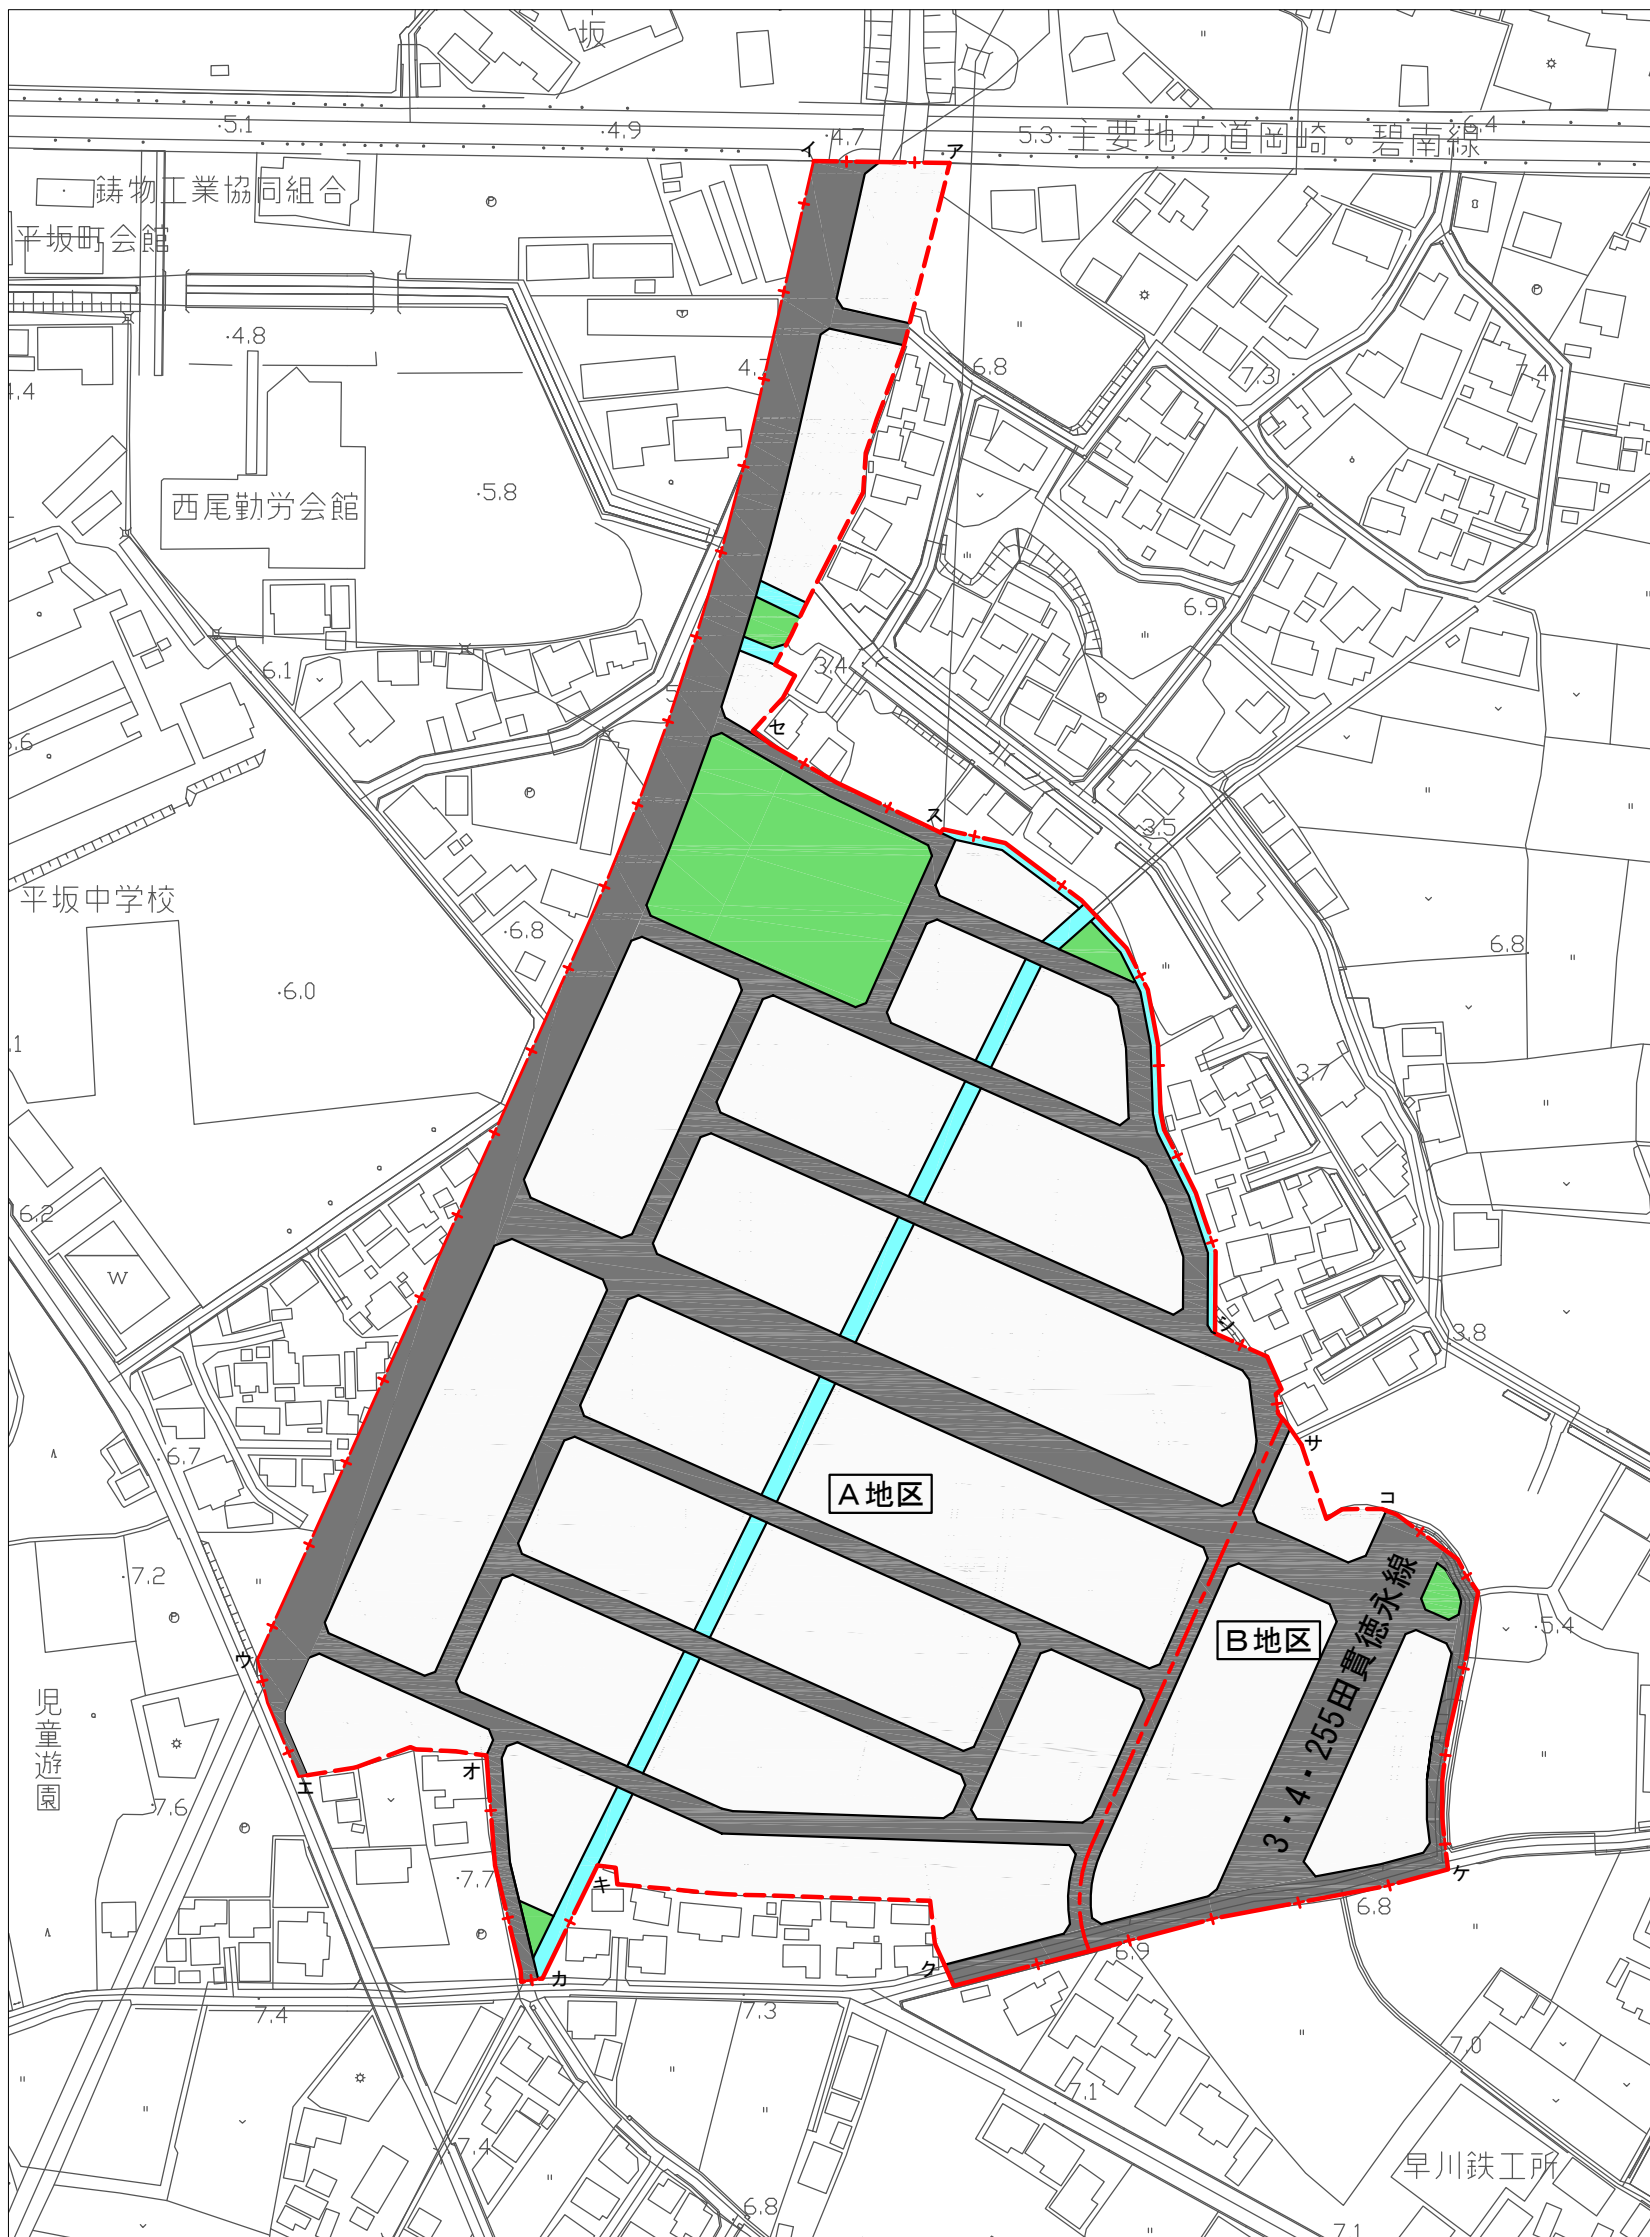 坂
・5.1
・4.9
・4.7
5.3・主要地方道岡崎・碧南線
6.4
イ
ア
鋳物工業協同組合
平坂町会館
・4.8
4.4
4.7
6.8
7.3
7.4
西尾勤労会館
・5.8
6.9
6.1
3.4
5.6
セ
ス
3.5
平坂中学校
・6.8
6.8
・6.0
3.7
6.2
W
シ
3.8
・6.7
サ
A地区
コ
・7.2
3・4・255田貫徳永線
B地区
・5.4
ウ
児童遊園
オ
エ
・7.6
・7.7
キ
ケ
6.8
6.9
カ
ク
7.4
7.3
7.0
7.1
7.4
早川鉄工所
6.8
7.1